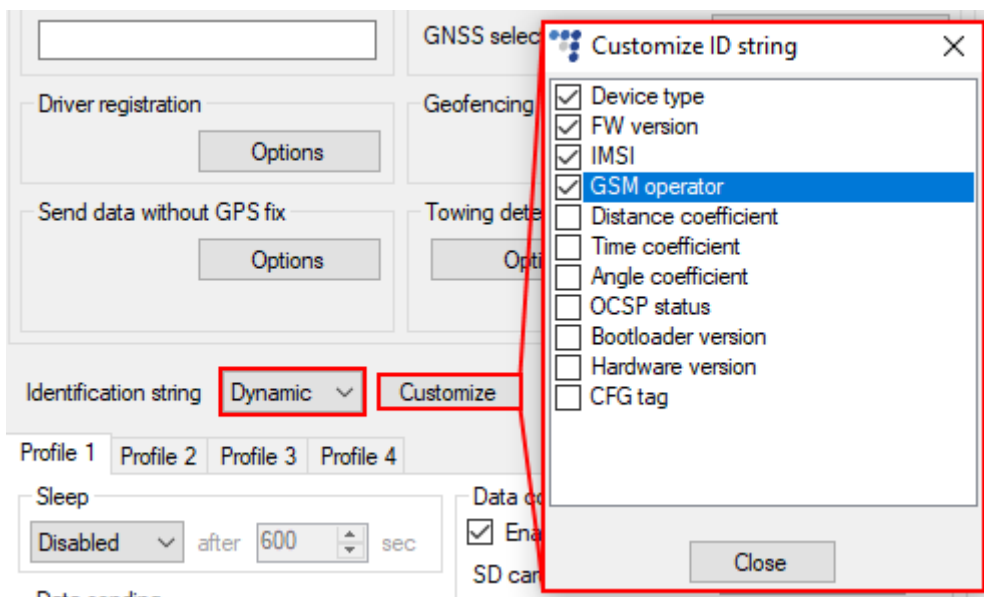 GNSS selec
Driver registration
Options
Geofencing
Send data without GPS fix
Options
Towing dete
Opti
Identification string
Dynamic
Customize
Profile 1
Profile 2
Profile 3
Profile 4
Sleep
Disabled
after
600
sec
Data co
Ena
SD car
Customize ID string
Device type
FW version
IMSI
GSM operator
Distance coefficient
Time coefficient
Angle coefficient
OCSP status
Bootloader version
Hardware version
CFG tag
Close